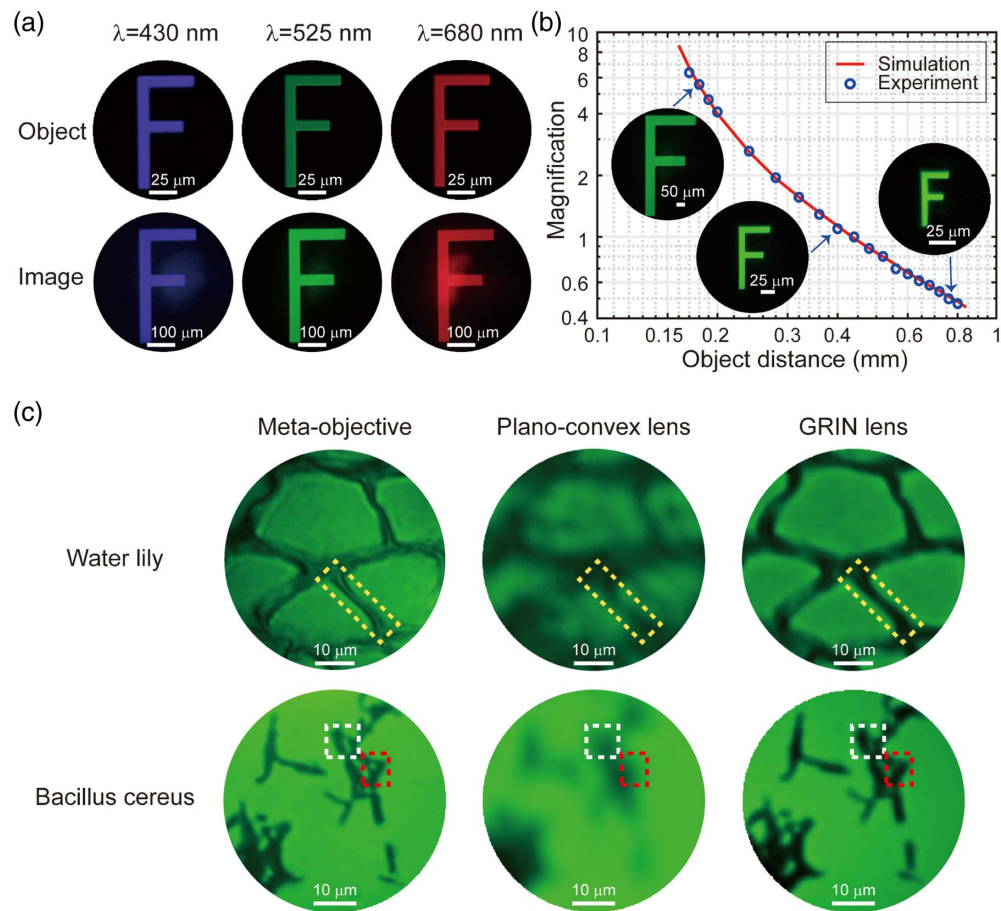 (a)
λ=430 nm λ=525 nm λ=680 nm
Object
F F F
25 μm 25 μm 25 μm
Image
F F F
100 μm 100 μm 100 μm
(b)
Magnification
10
8
6
4
2
1
0.8
0.6
0.4
Simulation
Experiment
F
50 μm
F
25 μm
F
25 μm
0.1 0.15 0.2 0.3 0.4 0.6 0.8 1
Object distance (mm)
(c)
Meta-objective Plano-convex lens GRIN lens
Water lily
10 μm 10 μm 10 μm
Bacillus cereus
10 μm 10 μm 10 μm